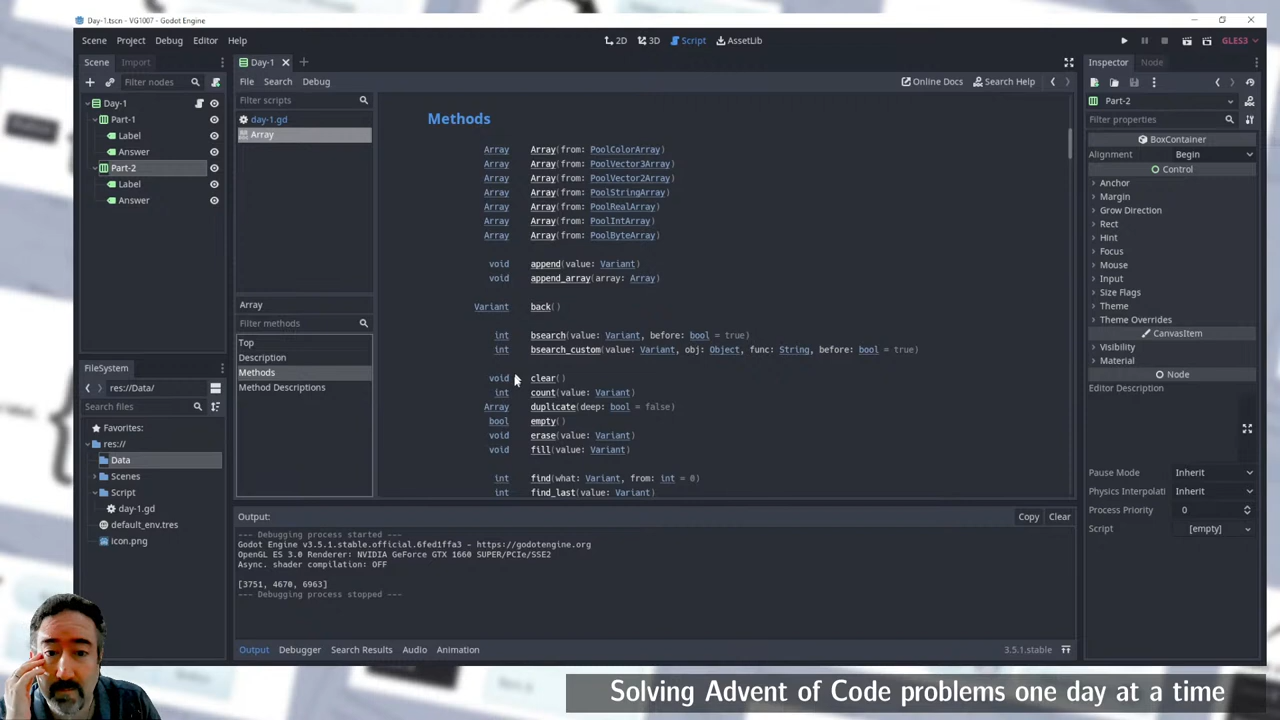 Day-1.tscn - VG1007 - Godot Engine
Scene Project Debug Editor Help
2D 3D Script AssetLib
GLES3
Scene Import
Filter nodes
Day-1
Part-1
Label
Answer
Part-2
Label
Answer
FileSystem
res://Data/
Search files
Favorites:
res://
Data
Scenes
Script
day-1.gd
default_env.tres
icon.png
Day-1
File Search Debug
Online Docs Search Help
Filter scripts
day-1.gd
Array
Array
Filter methods
Top
Description
Methods
Method Descriptions
Methods
Array Array(from: PoolColorArray)
Array Array(from: PoolVector3Array)
Array Array(from: PoolVector2Array)
Array Array(from: PoolStringArray)
Array Array(from: PoolRealArray)
Array Array(from: PoolIntArray)
Array Array(from: PoolByteArray)
void append(value: Variant)
void append_array(array: Array)
Variant back()
int bsearch(value: Variant, before: bool = true)
int bsearch_custom(value: Variant, obj: Object, func: String, before: bool = true)
void clear()
int count(value: Variant)
Array duplicate(deep: bool = false)
bool empty()
void erase(value: Variant)
void fill(value: Variant)
int find(what: Variant, from: int = 0)
int find_last(value: Variant)
Output:
Copy Clear
--- Debugging process started ---
Godot Engine v3.5.1.stable.official.6fed1ffa3 - https://godotengine.org
OpenGL ES 3.0 Renderer: NVIDIA GeForce GTX 1660 SUPER/PCIe/SSE2
Async. shader compilation: OFF
[3751, 4670, 6963]
--- Debugging process stopped ---
Output Debugger Search Results Audio Animation
3.5.1.stable
Inspector Node
Part-2
Filter properties
BoxContainer
Alignment Begin
Control
Anchor
Margin
Grow Direction
Rect
Hint
Focus
Mouse
Input
Size Flags
Theme
Theme Overrides
CanvasItem
Visibility
Material
Node
Editor Description
Pause Mode Inherit
Physics Interpolati Inherit
Process Priority 0
Script [empty]
Solving Advent of Code problems one day at a time